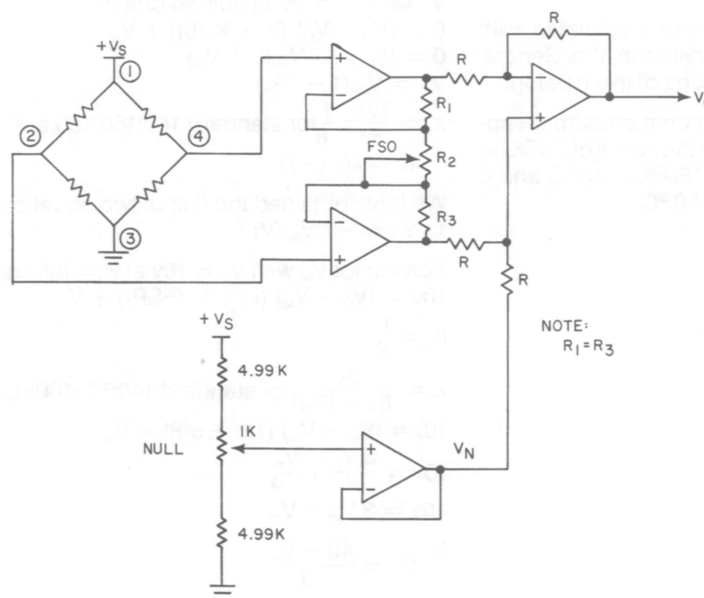 +VS
1
2
4
3
+
−
R
R
−
+
V
R1
FSO
R2
R3
−
+
R
R
NOTE:
R1=R3
+VS
4.99K
1K
NULL
+
−
VN
4.99K